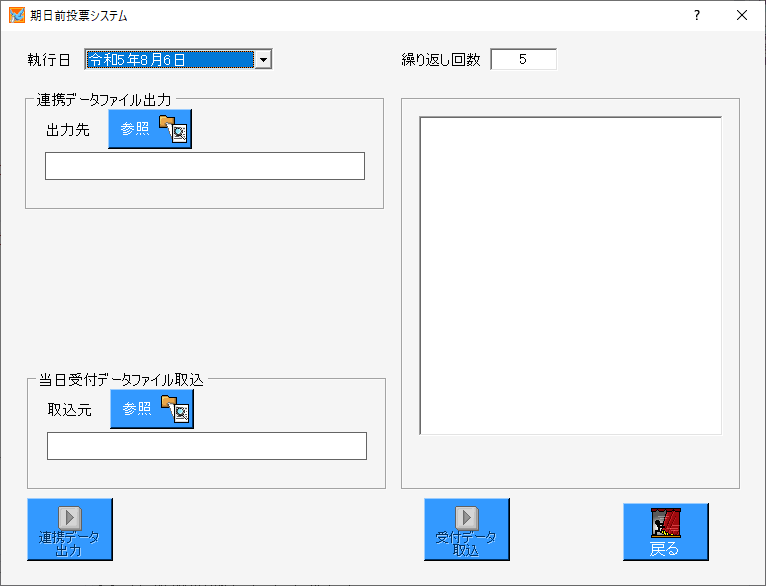 期日前投票システム
?
執行日
令和5年8月6日
繰り返し回数
5
連携データファイル出力
出力先
参照
当日受付データファイル取込
取込元
参照
連携データ
出力
受付データ
取込
戻る